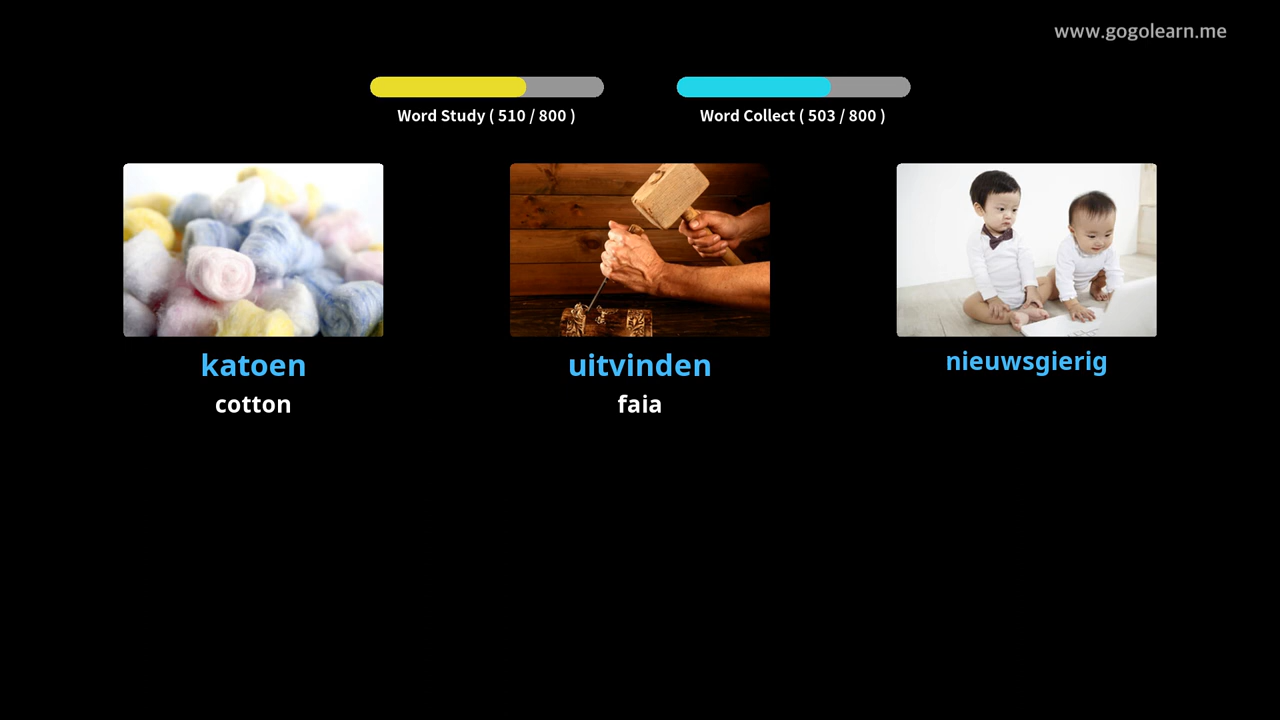 www.gogolearn.me
Word Study ( 510 / 800 )
Word Collect ( 503 / 800 )
katoen
cotton
uitvinden
faia
nieuwsgierig